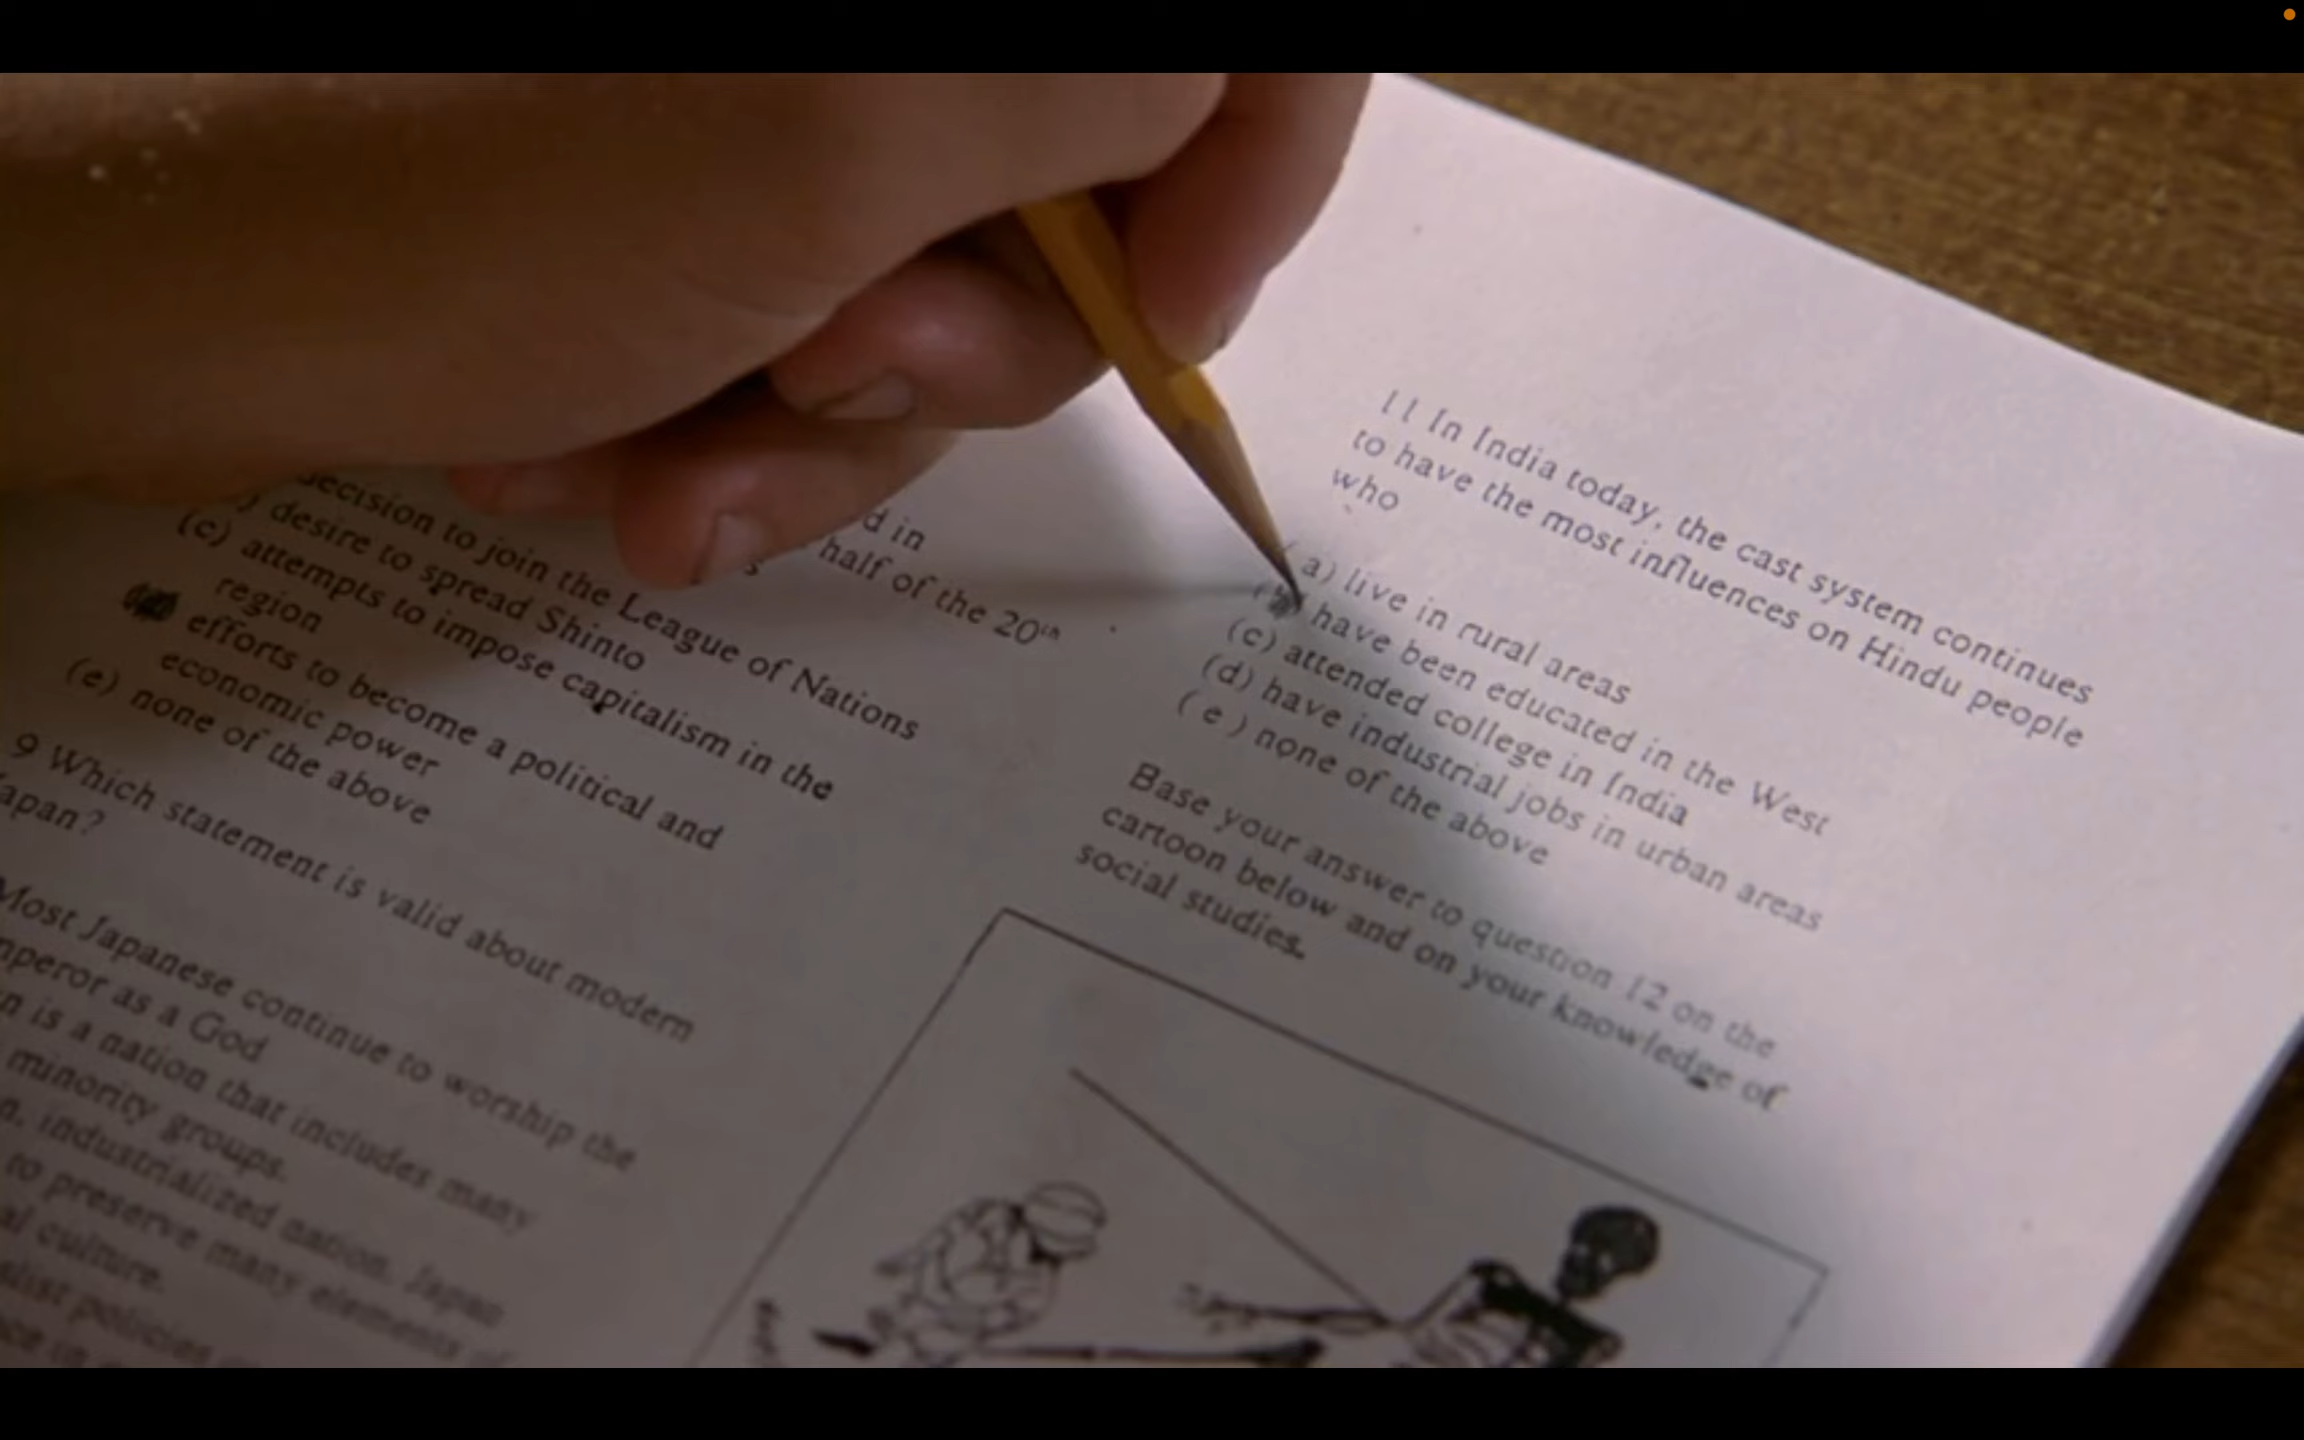 decision to join the League of Nations
) desire to spread Shinto
(c) attempts to impose capitalism in the
region
efforts to become a political and
economic power
(e) none of the above
9 Which statement is valid about modern
Japan?
Most Japanese continue to worship the
emperor as a God
is a nation that includes many
minority groups.
industrialized nation, Japan
to preserve many elements of
culture.
policies
d in
half of the 20th
11 In India today, the cast system continues
to have the most influences on Hindu people
who
(a) live in rural areas
(b) have been educated in the West
(c) attended college in India
(d) have industrial jobs in urban areas
( e ) none of the above
Base your answer to question 12 on the
cartoon below and on your knowledge of
social studies.